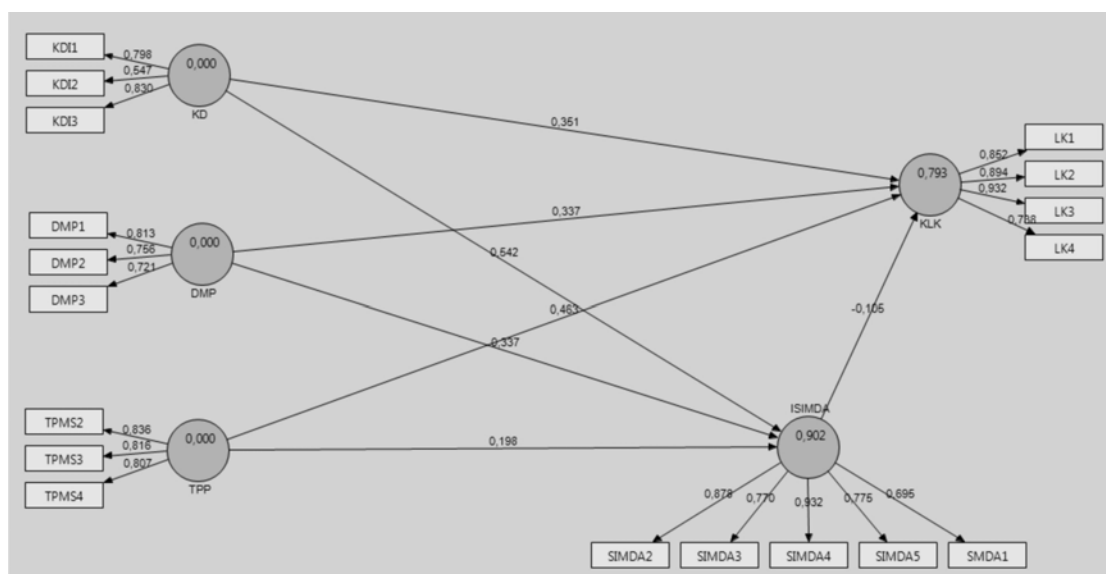 KDI1
0,798
KDI2
0,547
KDI3
0,830
0,000
KD
0,351
DMP1
0,813
DMP2
0,756
DMP3
0,721
0,000
DMP
0,337
0,542
0,463
0,337
TPMS2
0,836
TPMS3
0,816
TPMS4
0,807
0,000
TPP
0,198
0,793
KLK
LK1
0,852
LK2
0,894
LK3
0,932
LK4
0,738
-0,105
ISIMDA
0,902
0,878
0,770
0,932
0,775
0,695
SIMDA2
SIMDA3
SIMDA4
SIMDA5
SMDA1